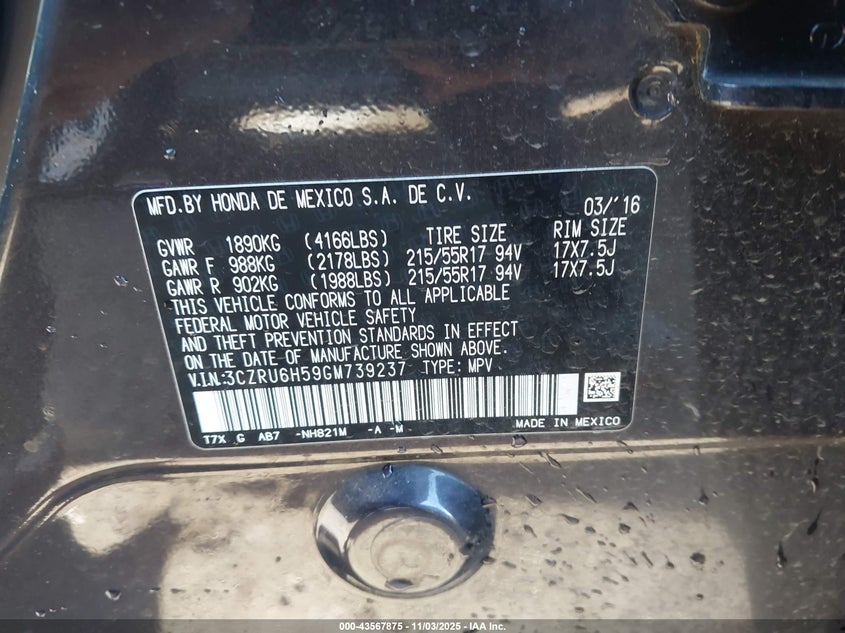 MFD.BY HONDA DE MEXICO S.A. DE C.V.
03/'16
GVWR 1890KG (4166LBS) TIRE SIZE RIM SIZE
GAWR F 988KG (2178LBS) 215/55R17 94V 17X7.5J
GAWR R 902KG (1988LBS) 215/55R17 94V 17X7.5J
THIS VEHICLE CONFORMS TO ALL APPLICABLE
FEDERAL MOTOR VEHICLE SAFETY
AND THEFT PREVENTION STANDARDS IN EFFECT
ON THE DATE OF MANUFACTURE SHOWN ABOVE.
V.I.N:3CZRU6H59GM739237 TYPE: MPV
T7X G AB7 -NH821M -A -M- MADE IN MEXICO
000-43567875 | 11/03/2025 | IAA Inc.